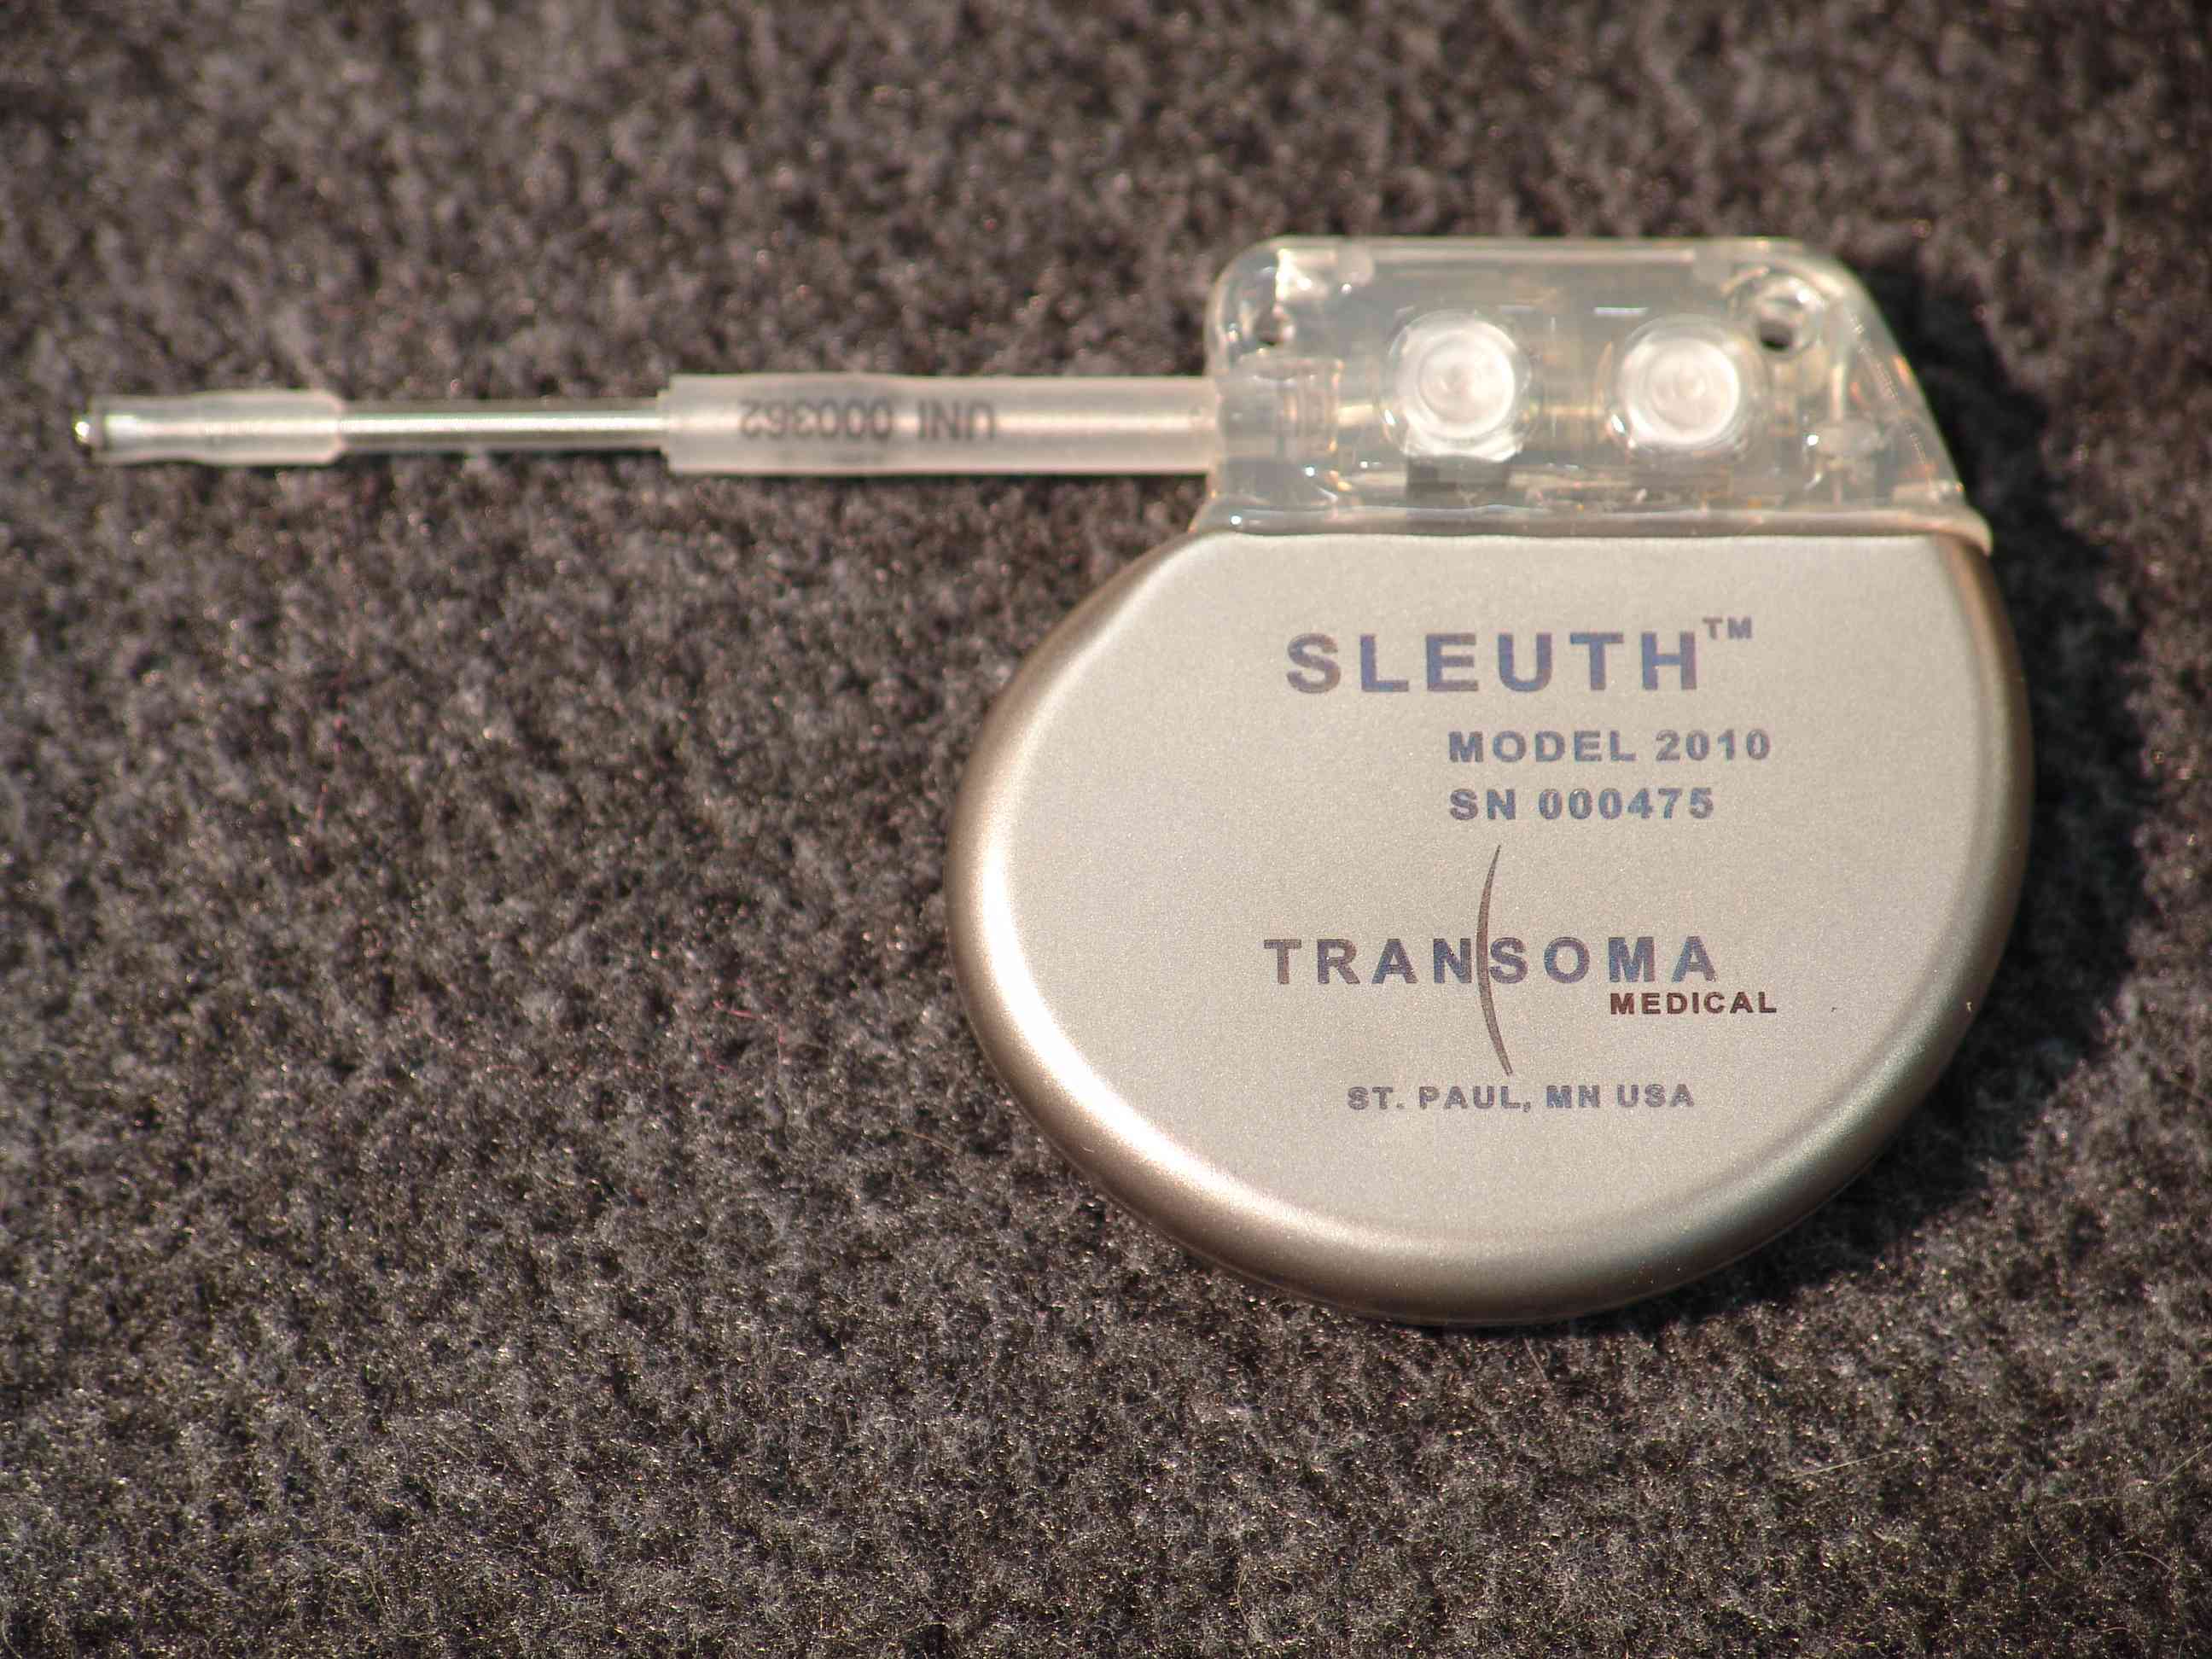 UNI 000362
SLEUTH™
MODEL 2010
SN 000475
TRANSOMA
MEDICAL
ST. PAUL, MN USA